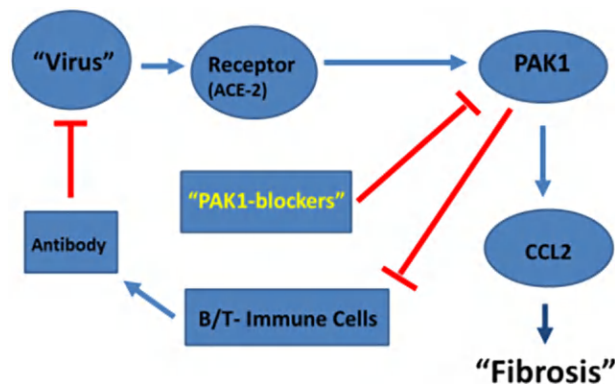 “Virus”
Receptor
(ACE-2)
PAK1
“PAK1-blockers”
Antibody
CCL2
B/T- Immune Cells
“Fibrosis”